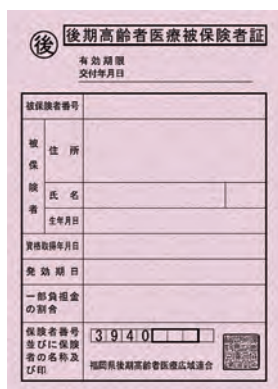 後
後期高齢者医療被保険者証
有効期限
交付年月日
被保険者番号
被保険者
住所
氏名
生年月日
資格取得年月日
発効期日
一部負担金
の割合
保険者番号
並びに保険
者の名称及
び印
3940
福岡県後期高齢者医療広域連合